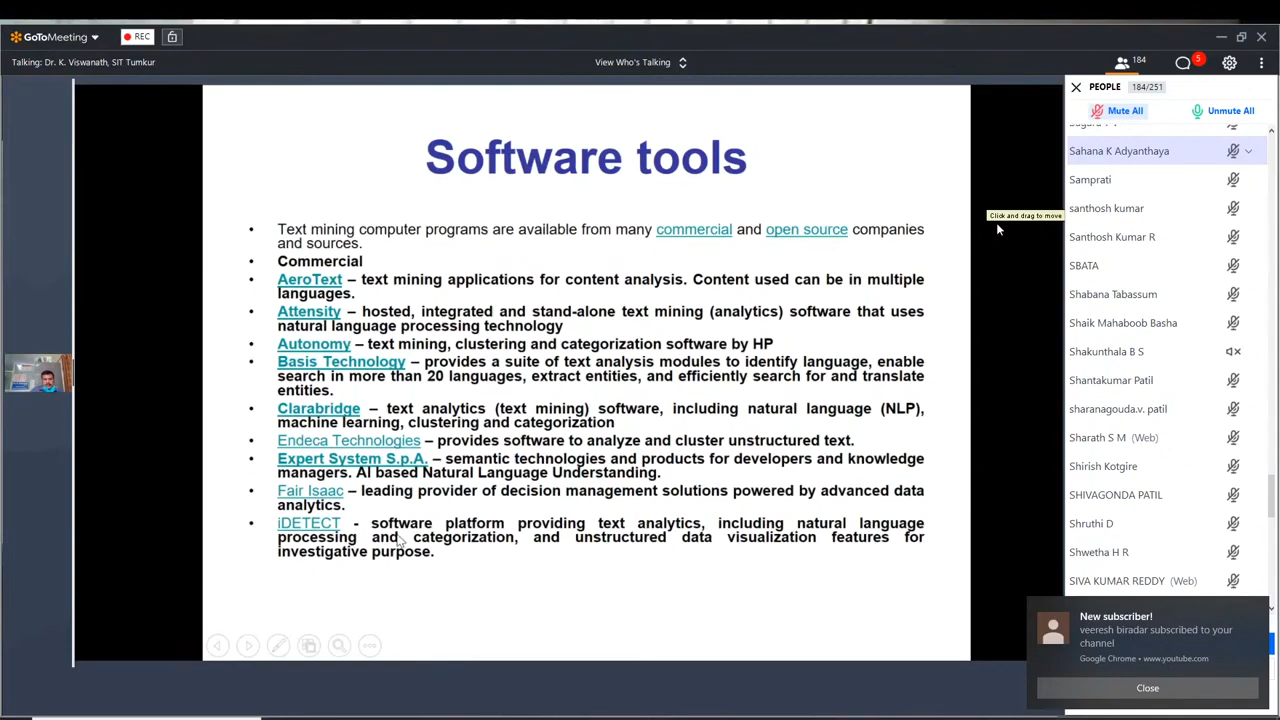 GoToMeeting
REC
Talking: Dr. K. Viswanath, SIT Tumkur
View Who's Talking
184
5
PEOPLE 184/251
Mute All
Unmute All
Sahana K Adyanthaya
Samprati
santhosh kumar
Santhosh Kumar R
SBATA
Shabana Tabassum
Shaik Mahaboob Basha
Shakunthala B S
Shantakumar Patil
sharanagouda.v. patil
Sharath S M (Web)
Shirish Kotgire
SHIVAGONDA PATIL
Shruthi D
Shwetha H R
SIVA KUMAR REDDY (Web)
Click and drag to move
Software tools
• Text mining computer programs are available from many commercial and open source companies
and sources.
• Commercial
• AeroText – text mining applications for content analysis. Content used can be in multiple
languages.
• Attensity – hosted, integrated and stand-alone text mining (analytics) software that uses
natural language processing technology
• Autonomy – text mining, clustering and categorization software by HP
• Basis Technology – provides a suite of text analysis modules to identify language, enable
search in more than 20 languages, extract entities, and efficiently search for and translate
entities.
• Clarabridge – text analytics (text mining) software, including natural language (NLP),
machine learning, clustering and categorization
• Endeca Technologies – provides software to analyze and cluster unstructured text.
• Expert System S.p.A. – semantic technologies and products for developers and knowledge
managers. AI based Natural Language Understanding.
• Fair Isaac – leading provider of decision management solutions powered by advanced data
analytics.
• iDETECT - software platform providing text analytics, including natural language
processing and categorization, and unstructured data visualization features for
investigative purpose.
New subscriber!
veeresh biradar subscribed to your
channel
Google Chrome • www.youtube.com
Close